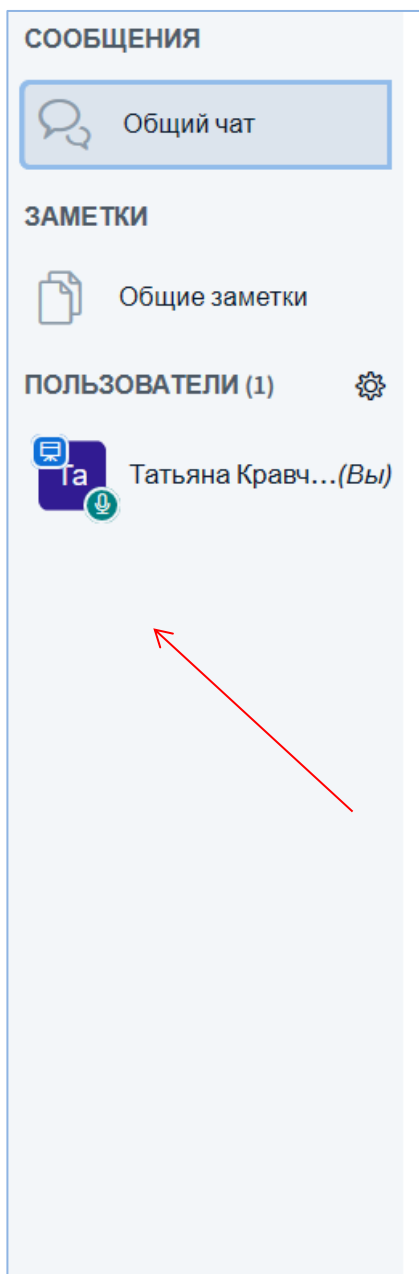 СООБЩЕНИЯ
Общий чат
ЗАМЕТКИ
Общие заметки
ПОЛЬЗОВАТЕЛИ (1)
Та
Татьяна Кравч...(Вы)